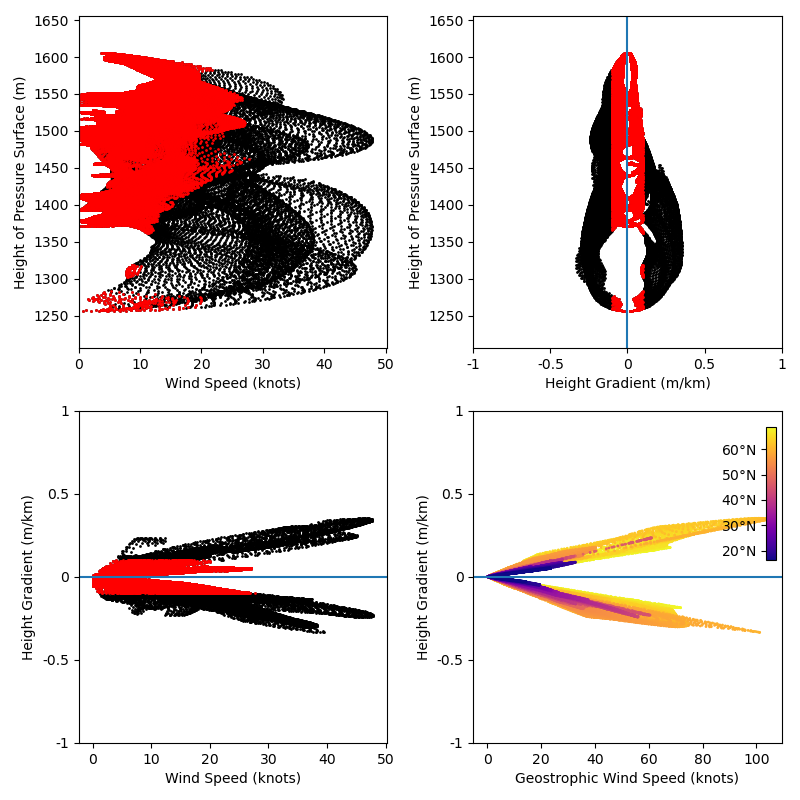 1650
1600
1550
1500
1450
1400
1350
1300
1250
Height of Pressure Surface (m)
0 10 20 30 40 50
Wind Speed (knots)
1650
1600
1550
1500
1450
1400
1350
1300
1250
Height of Pressure Surface (m)
-1 -0.5 0 0.5 1
Height Gradient (m/km)
1
0.5
0
-0.5
-1
Height Gradient (m/km)
0 10 20 30 40 50
Wind Speed (knots)
1
0.5
0
-0.5
-1
Height Gradient (m/km)
60°N
50°N
40°N
30°N
20°N
0 20 40 60 80 100
Geostrophic Wind Speed (knots)